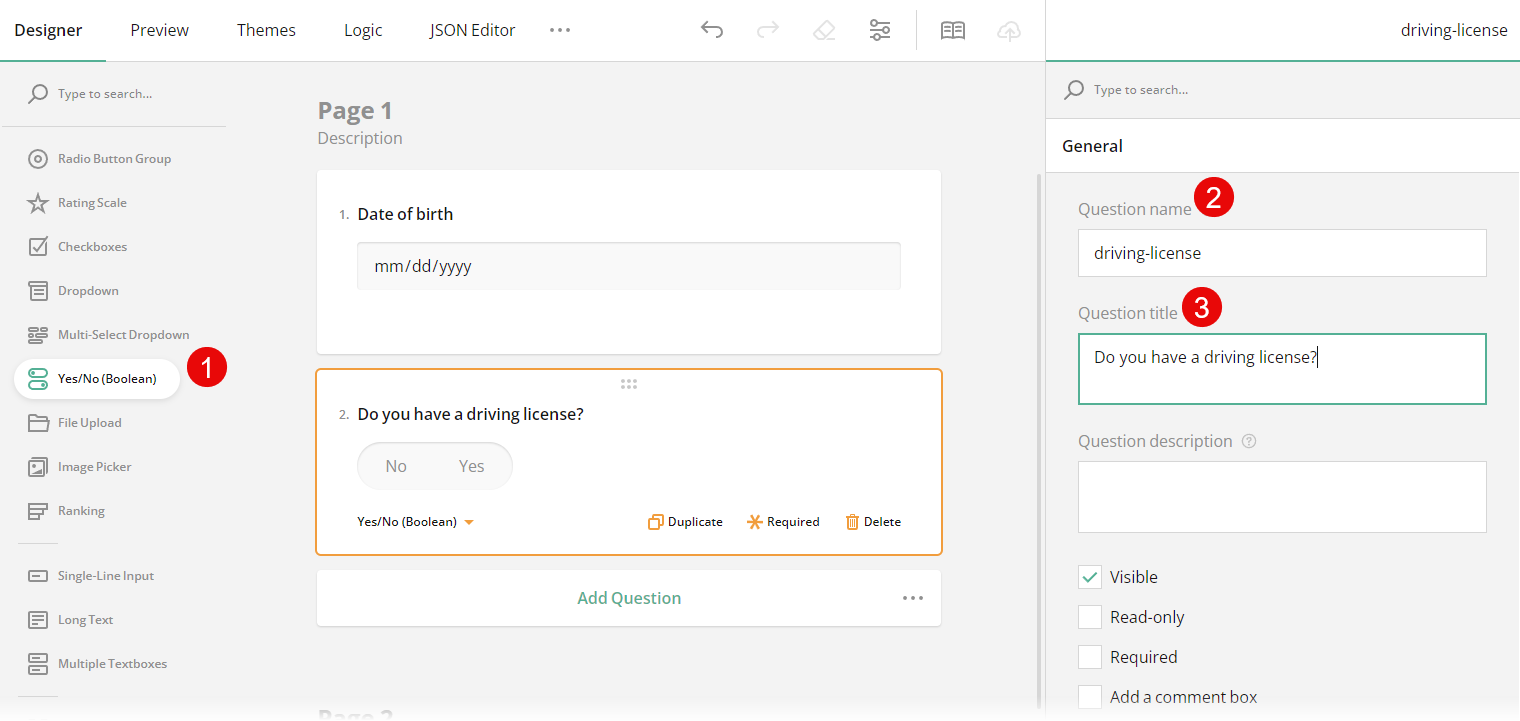 Designer
Preview
Themes
Logic
JSON Editor
driving-license
Type to search...
Radio Button Group
Rating Scale
Checkboxes
Dropdown
Multi-Select Dropdown
Yes/No (Boolean)
1
File Upload
Image Picker
Ranking
Single-Line Input
Long Text
Multiple Textboxes
Page 1
Description
1. Date of birth
mm/dd/yyyy
2. Do you have a driving license?
No Yes
Yes/No (Boolean)
Duplicate
Required
Delete
Add Question
Page 2
Type to search...
General
Question name
2
driving-license
Question title
3
Do you have a driving license?
Question description ?
Visible
Read-only
Required
Add a comment box